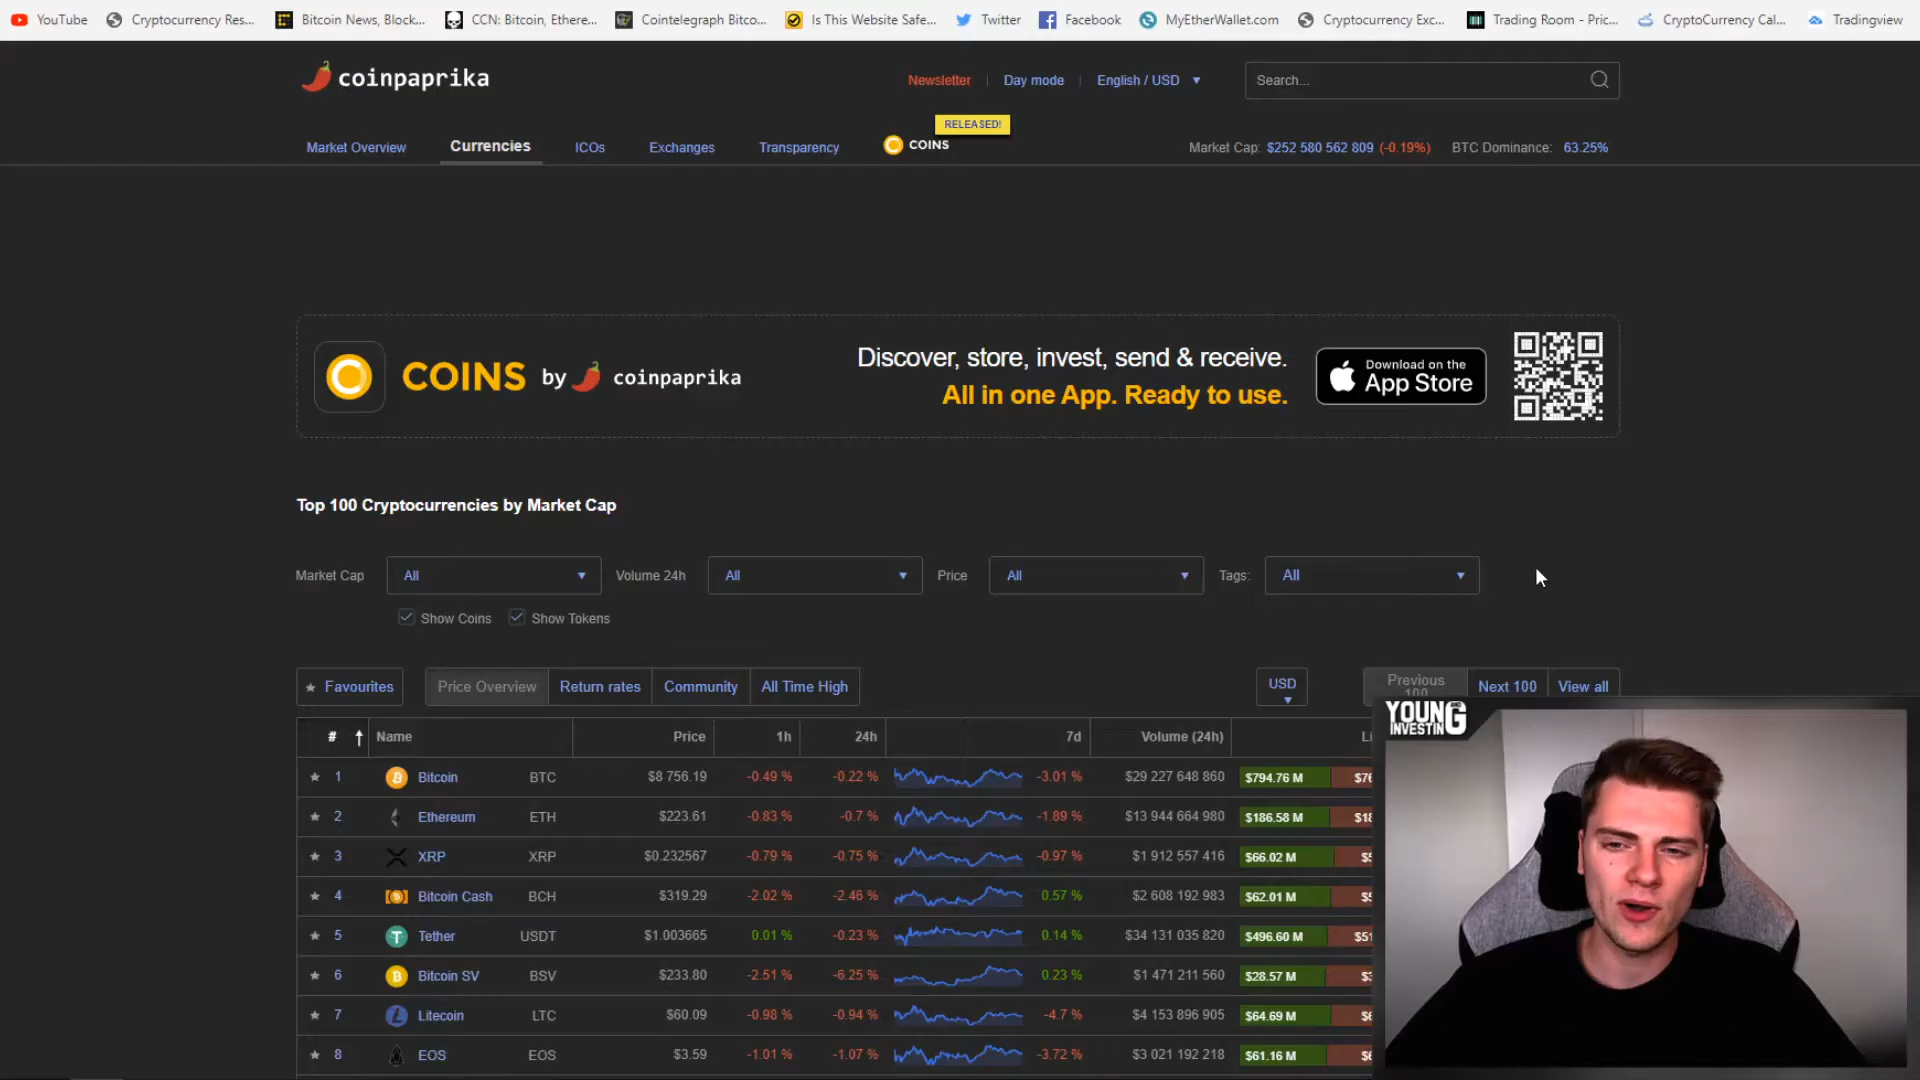 YouTube Cryptocurrency Res... Bitcoin News, Block... CCN: Bitcoin, Ethere... Cointelegraph Bitco... Is This Website Safe... Twitter Facebook MyEtherWallet.com Cryptocurrency Exc... Trading Room - Pric... CryptoCurrency Cal... Tradingview
coinpaprika Newsletter Day mode English / USD Search...
RELEASED!
Market Overview Currencies ICOs Exchanges Transparency COINS Market Cap: $252 580 562 809 (-0.19%) BTC Dominance: 63.25%
COINS by coinpaprika
Discover, store, invest, send & receive.
All in one App. Ready to use.
Download on the
App Store
Top 100 Cryptocurrencies by Market Cap
Market Cap All Volume 24h All Price All Tags: All
Show Coins Show Tokens
Favourites Price Overview Return rates Community All Time High USD Previous 100 Next 100 View all
# Name Price 1h 24h 7d Volume (24h) Li
1 Bitcoin BTC $8 756.19 -0.49 % -0.22 % -3.01 % $29 227 648 860 $794.76 M $76
2 Ethereum ETH $223.61 -0.83 % -0.7 % -1.89 % $13 944 664 980 $186.58 M $18
3 XRP XRP $0.232567 -0.79 % -0.75 % -0.97 % $1 912 557 416 $66.02 M
4 Bitcoin Cash BCH $319.29 -2.02 % -2.46 % 0.57 % $2 608 192 983 $62.01 M
5 Tether USDT $1.003665 0.01 % -0.23 % 0.14 % $34 131 035 820 $496.60 M $51
6 Bitcoin SV BSV $233.80 -2.51 % -6.25 % 0.23 % $1 471 211 560 $28.57 M
7 Litecoin LTC $60.09 -0.98 % -0.94 % -4.7 % $4 153 896 905 $64.69 M
8 EOS EOS $3.59 -1.01 % -1.07 % -3.72 % $3 021 192 218 $61.16 M
YOUNG AND
INVESTING